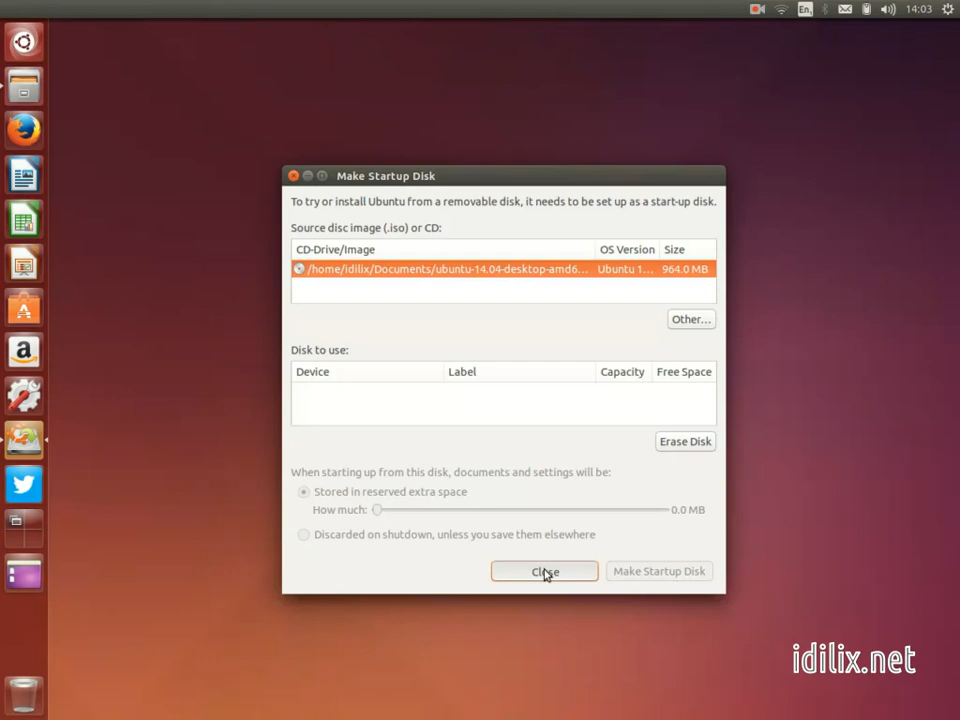 En
14:03
Make Startup Disk
To try or install Ubuntu from a removable disk, it needs to be set up as a start-up disk.
Source disc image (.iso) or CD:
CD-Drive/Image OS Version Size
/home/idilix/Documents/ubuntu-14.04-desktop-amd6... Ubuntu 1... 964.0 MB
Other...
Disk to use:
Device Label Capacity Free Space
Erase Disk
When starting up from this disk, documents and settings will be:
Stored in reserved extra space
How much: 0.0 MB
Discarded on shutdown, unless you save them elsewhere
Close Make Startup Disk
idilix.net